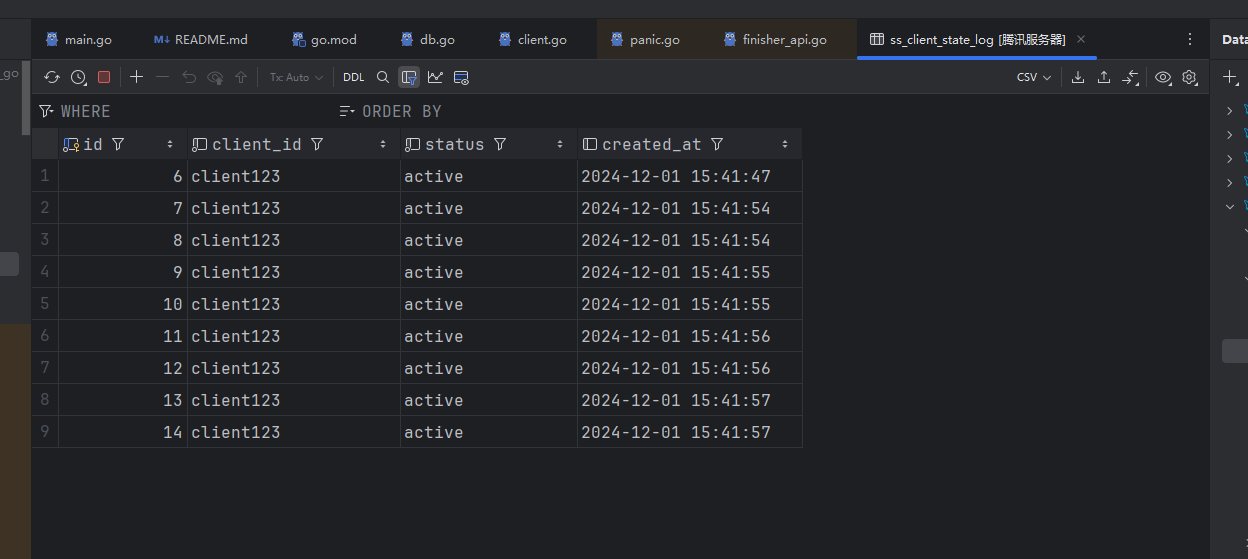 main.go README.md go.mod db.go client.go panic.go finisher_api.go ss_client_state_log [腾讯服务器] Data
_go Tx: Auto DDL CSV
WHERE ORDER BY
id client_id status created_at
1 6 client123 active 2024-12-01 15:41:47
2 7 client123 active 2024-12-01 15:41:54
3 8 client123 active 2024-12-01 15:41:54
4 9 client123 active 2024-12-01 15:41:55
5 10 client123 active 2024-12-01 15:41:55
6 11 client123 active 2024-12-01 15:41:56
7 12 client123 active 2024-12-01 15:41:56
8 13 client123 active 2024-12-01 15:41:57
9 14 client123 active 2024-12-01 15:41:57